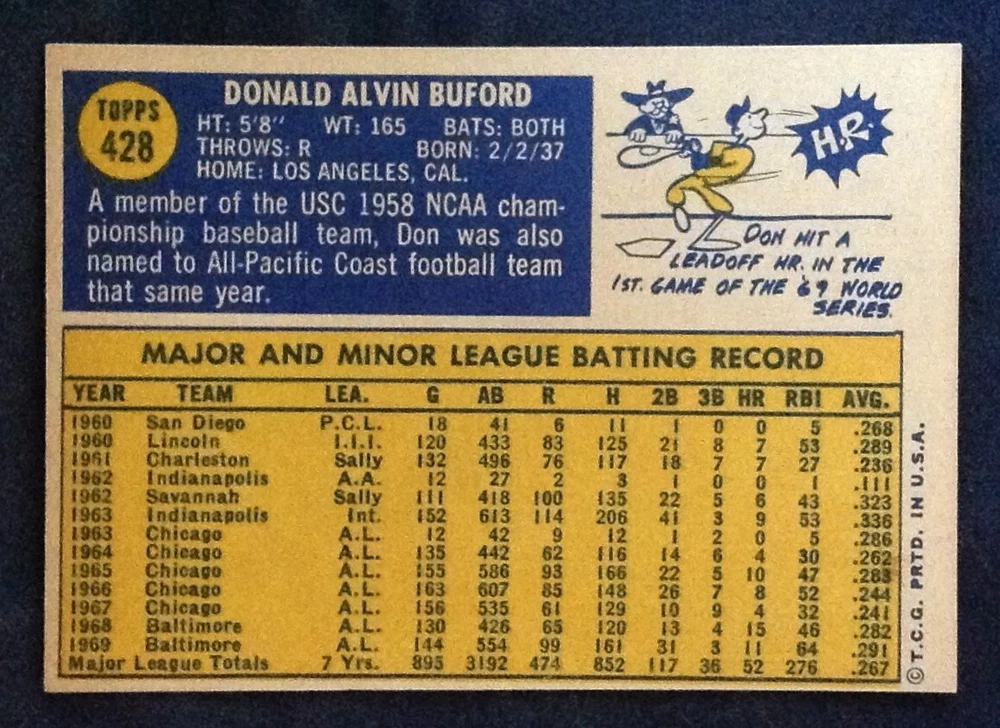 TOPPS
428
DONALD ALVIN BUFORD
HT: 5'8" WT: 165 BATS: BOTH
THROWS: R BORN: 2/2/37
HOME: LOS ANGELES, CAL.
A member of the USC 1958 NCAA cham-
pionship baseball team, Don was also
named to All-Pacific Coast football team
that same year.
H.R.
DON HIT A
LEADOFF HR. IN THE
1ST. GAME OF THE '69 WORLD
SERIES.
MAJOR AND MINOR LEAGUE BATTING RECORD
YEAR TEAM LEA. G AB R H 2B 3B HR RBI AVG.
1960 San Diego P.C.L. 18 41 6 11 1 0 0 5 .268
1960 Lincoln I.I.I. 120 433 83 125 21 8 7 53 .289
1961 Charleston Sally 132 496 76 117 18 7 7 27 .236
1962 Indianapolis A.A. 12 27 2 3 1 0 0 1 .111
1962 Savannah Sally 111 418 100 135 22 5 6 43 .323
1963 Indianapolis Int. 152 613 114 206 41 3 9 53 .336
1963 Chicago A.L. 12 42 9 12 1 2 0 5 .286
1964 Chicago A.L. 135 442 62 116 14 6 4 30 .262
1965 Chicago A.L. 155 586 93 166 22 5 10 47 .283
1966 Chicago A.L. 163 607 85 148 26 7 8 52 .244
1967 Chicago A.L. 156 535 61 129 10 9 4 32 .241
1968 Baltimore A.L. 130 426 65 120 13 4 15 46 .282
1969 Baltimore A.L. 144 554 99 161 31 3 11 64 .291
Major League Totals 7 Yrs. 895 3192 474 852 117 36 52 276 .267
©T.C.G. PRTD. IN U.S.A.